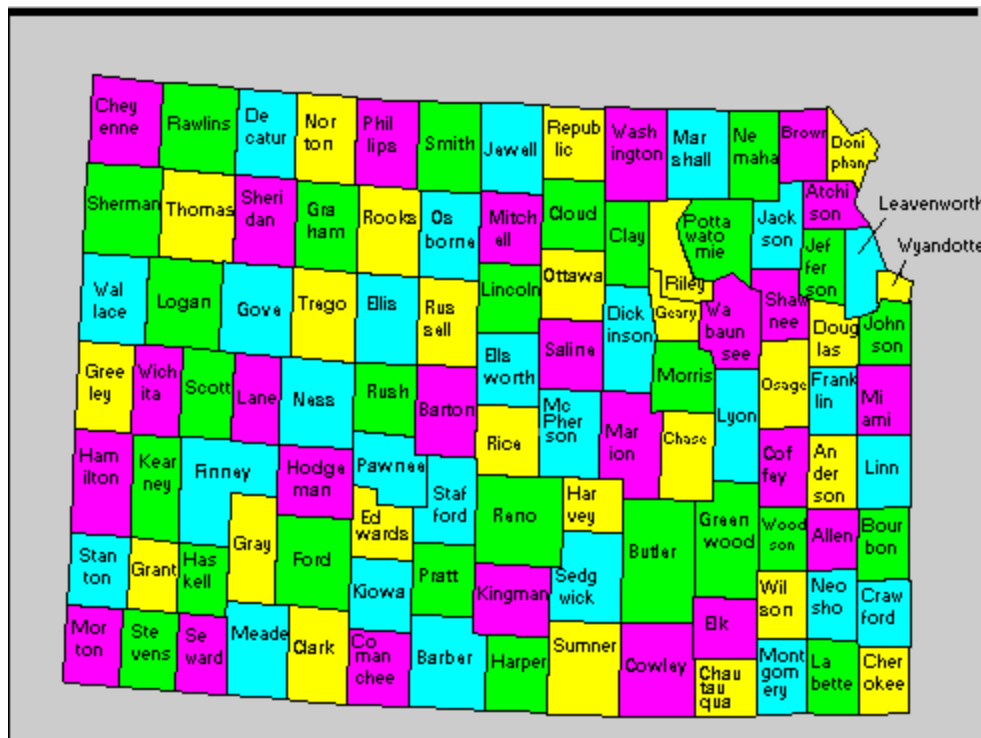 Chey
enne
Rawlins
De
catur
Nor
ton
Phil
lips
Smith
Jewell
Repub
lic
Wash
ington
Mar
shall
Ne
maha
Brown
Doni
phan
Sherman
Thomas
Sheri
dan
Gra
ham
Rooks
Os
borne
Mitch
ell
Cloud
Clay
Riley
Potta
wato
mie
Jack
son
Atchi
son
Leavenworth
Jef
fer
son
Wyandotte
Wal
lace
Logan
Gove
Trego
Ellis
Rus
sell
Lincoln
Ottawa
Dick
inson
Geary
Wa
baun
see
Shaw
nee
Doug
las
John
son
Gree
ley
Wich
ita
Scott
Lane
Ness
Rush
Barton
Ells
worth
Saline
Morris
Lyon
Osage
Frank
lin
Mi
ami
Ham
ilton
Kear
ney
Finney
Hodge
man
Pawnee
Staf
ford
Rice
Mc
Pher
son
Mar
ion
Chase
Cof
fey
An
der
son
Linn
Stan
ton
Grant
Has
kell
Gray
Ford
Ed
wards
Kiowa
Pratt
Reno
Har
vey
Sedg
wick
Kingman
Butler
Green
wood
Wood
son
Allen
Bour
bon
Wil
son
Neo
sho
Craw
ford
Mor
ton
Ste
vens
Se
ward
Meade
Clark
Co
man
chee
Barber
Harper
Sumner
Cowley
Elk
Chau
tau
qua
Mont
gom
ery
La
bette
Cher
okee